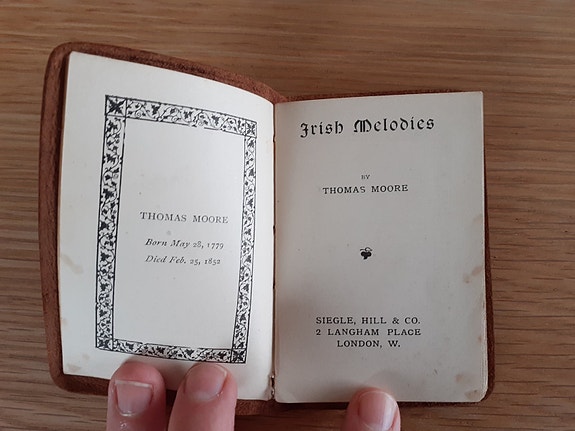 THOMAS MOORE
Born May 28, 1779
Died Feb. 25, 1852
Irish Melodies
BY
THOMAS MOORE
SIEGLE, HILL & CO.
2 LANGHAM PLACE
LONDON, W.